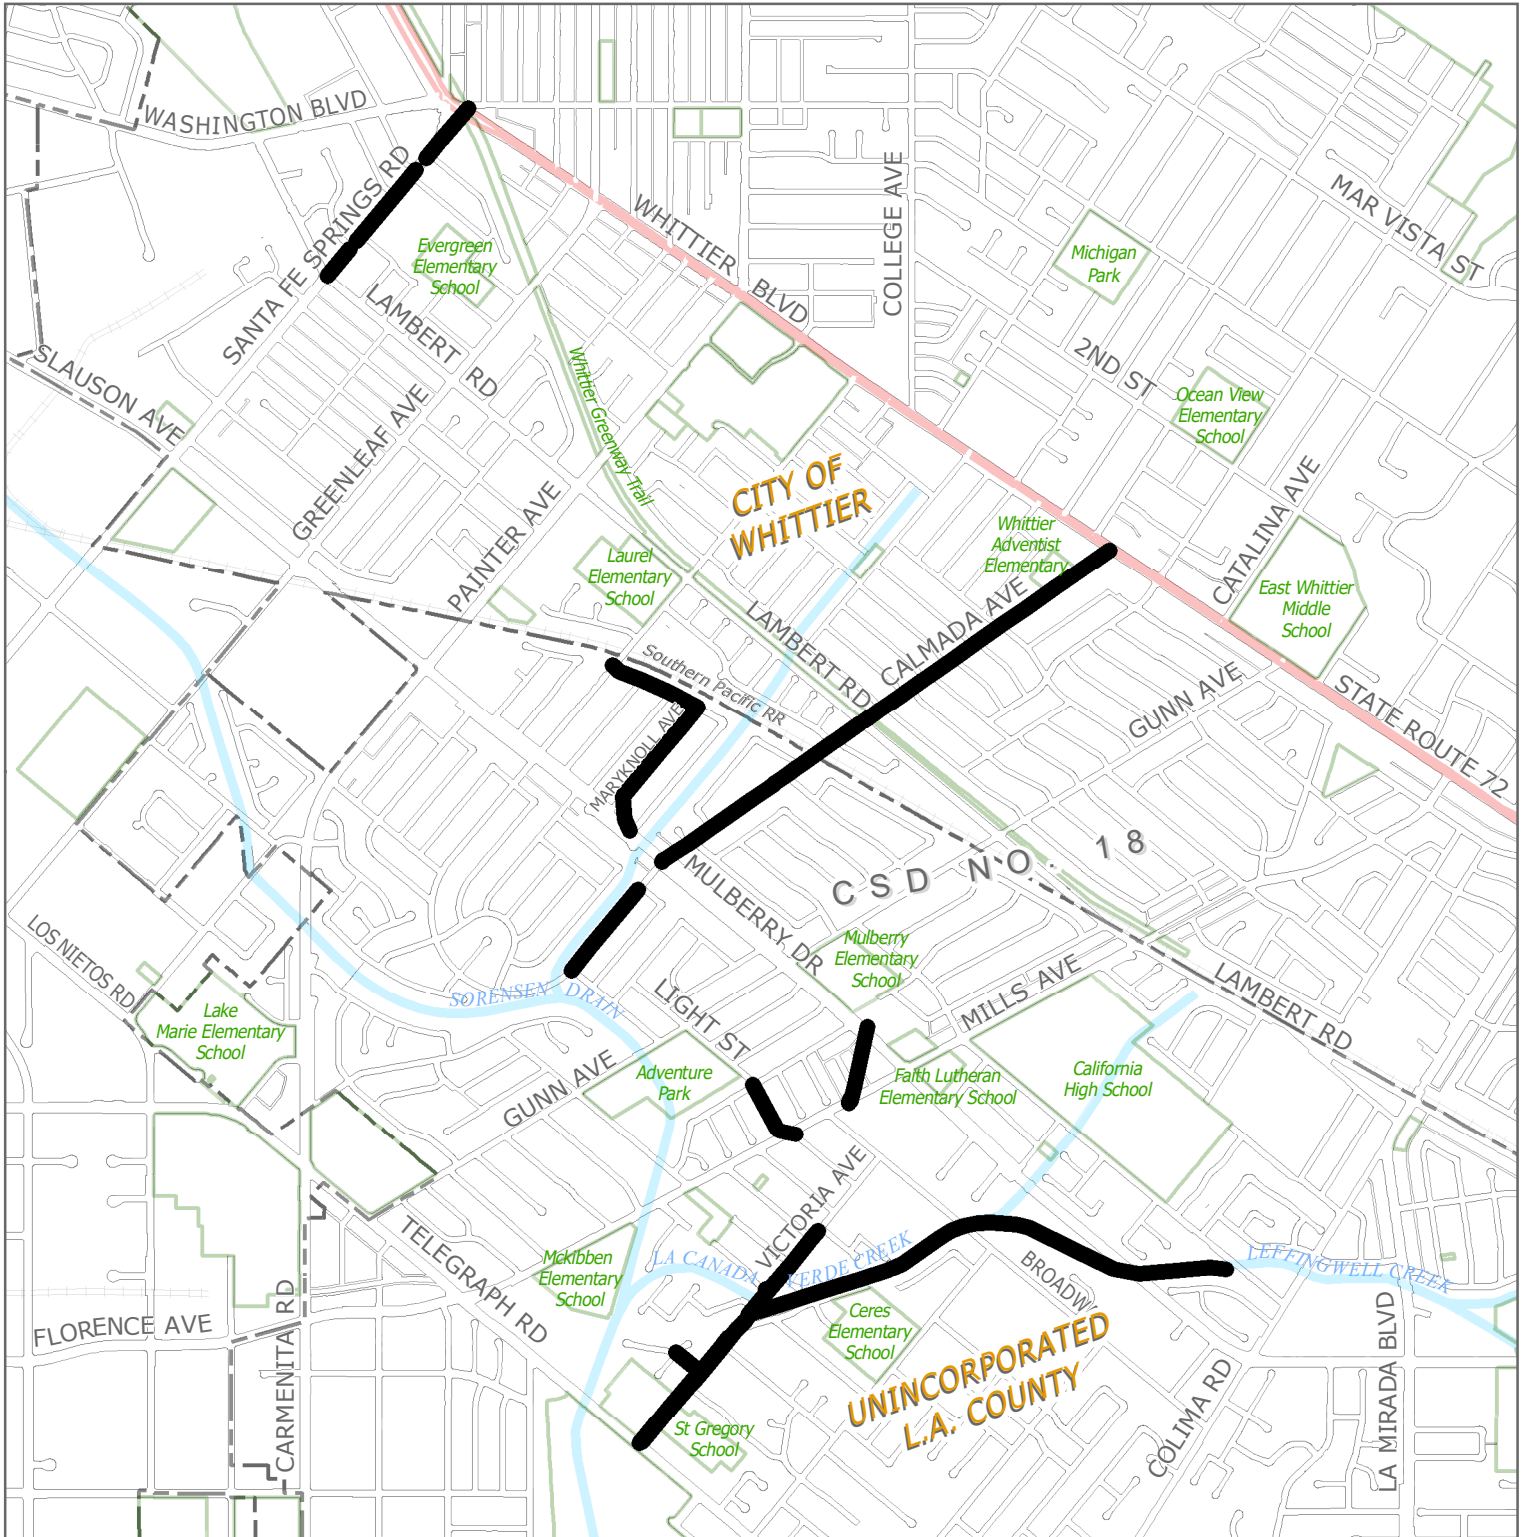 WASHINGTON BLVD
SANTA FE SPRINGS RD
WHITTIER BLVD
COLLEGE AVE
MAR VISTA ST
Michigan
Park
Evergreen
Elementary
School
LAMBERT RD
SLAUSON AVE
2ND ST
Ocean View
Elementary
School
Whittier Greenway Trail
GREENLEAF AVE
CITY OF
WHITTIER
CATALINA AVE
PAINTER AVE
Whittier
Adventist
Elementary
Laurel
Elementary
School
East Whittier
Middle
School
LAMBERT RD
CALMADA AVE
Southern Pacific RR
GUNN AVE
STATE ROUTE 72
MARYKNOLL AVE
CSD NO. 18
MULBERRY DR
LOS NIETOS RD
Mulberry
Elementary
School
MILLS AVE
LAMBERT RD
SORENSEN DRAIN
LIGHT ST
Lake
Marie Elementary
School
GUNN AVE
Adventure
Park
Faith Lutheran
Elementary School
California
High School
VICTORIA AVE
TELEGRAPH RD
Mckibben
Elementary
School
LA CANADA VERDE CREEK
BROADW
LEFFINGWELL CREEK
FLORENCE AVE
CARMENITA RD
Ceres
Elementary
School
UNINCORPORATED
L.A. COUNTY
COLIMA RD
LA MIRADA BLVD
St Gregory
School